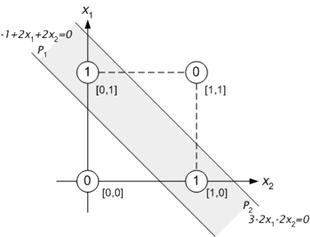 x1
-1+2x1+2x2=0
P1
1
0
[0,1]
[1,1]
0
1
x2
[0,0]
[1,0]
P2
3-2x1-2x2=0